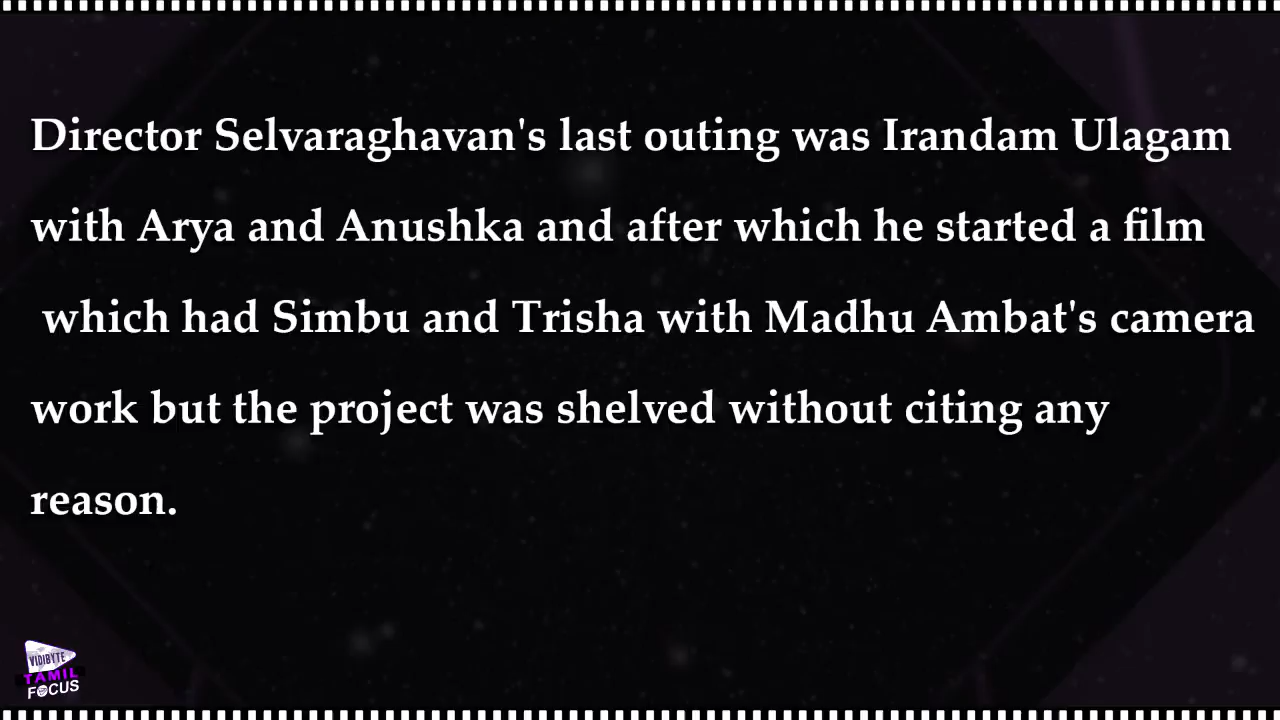 Director Selvaraghavan's last outing was Irandam Ulagam
with Arya and Anushka and after which he started a film
which had Simbu and Trisha with Madhu Ambat's camera
work but the project was shelved without citing any
reason.
VIDIBYTE
TAMIL
FOCUS